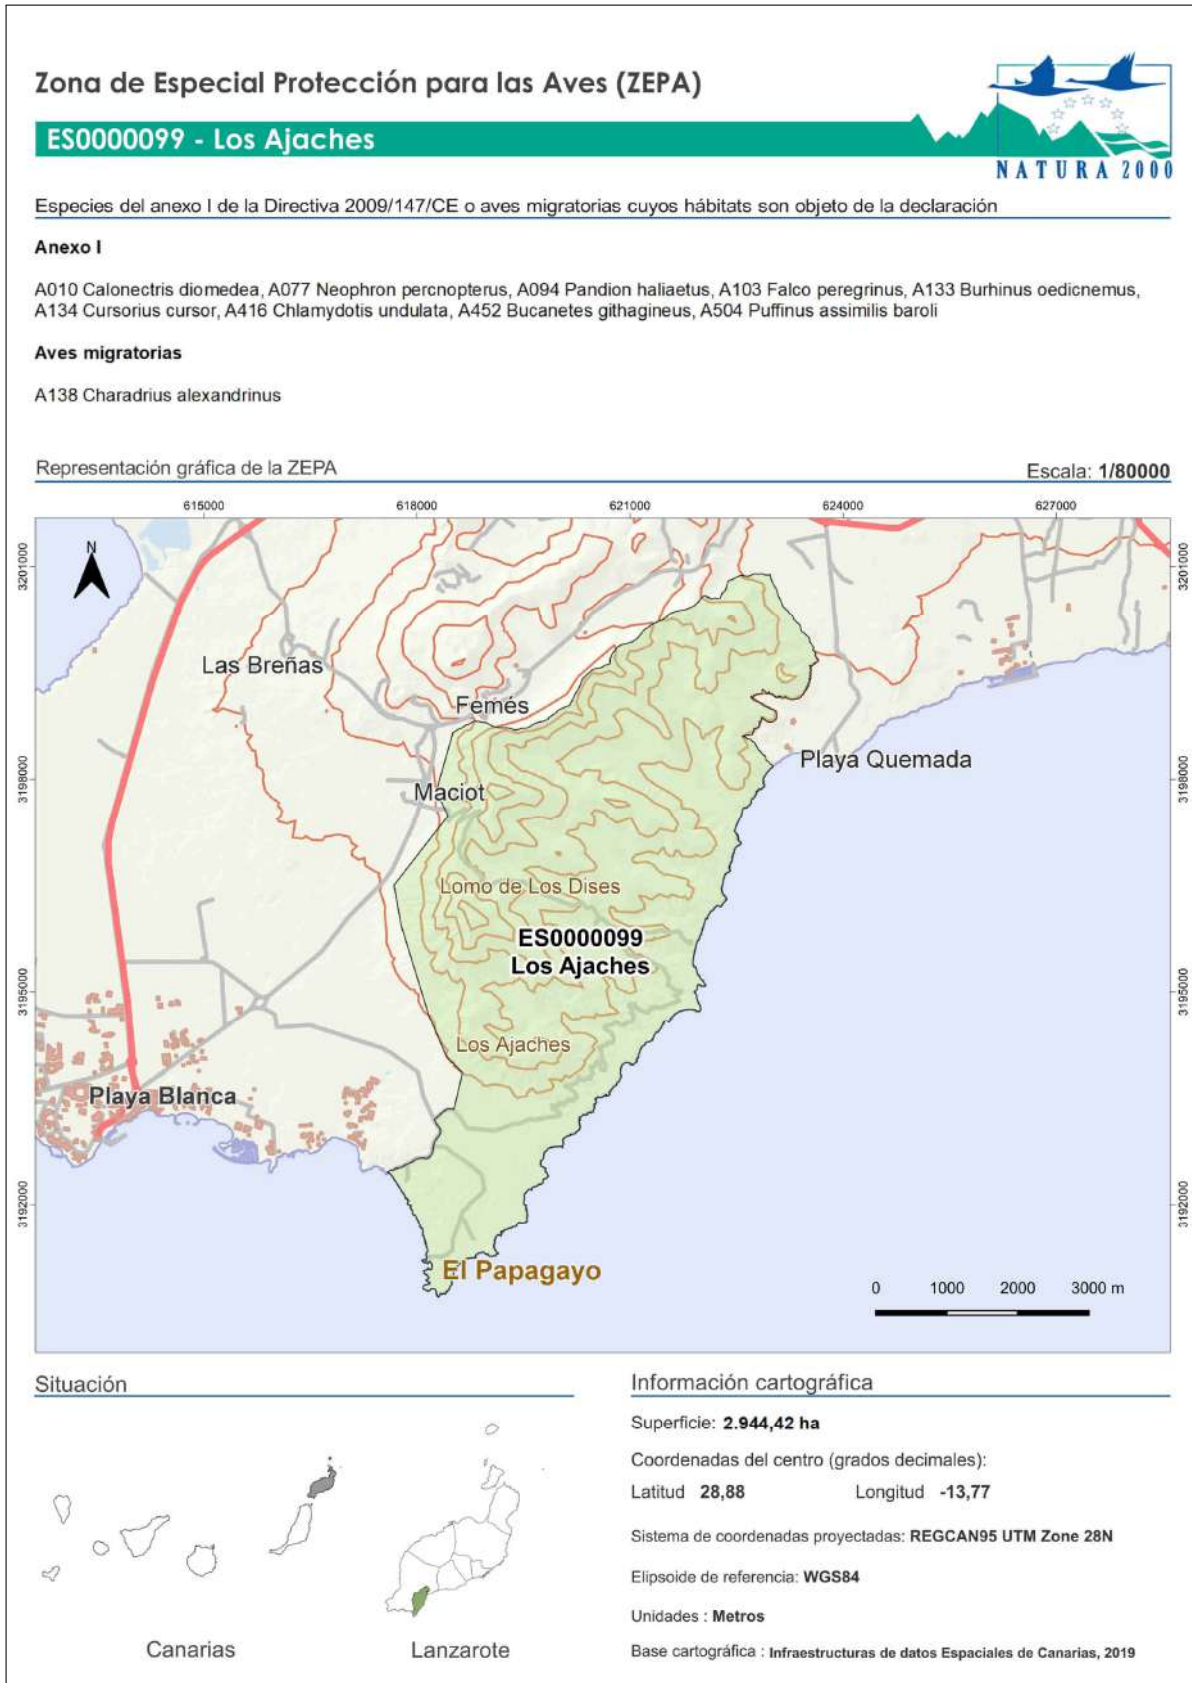 Zona de Especial Protección para las Aves (ZEPA)
ES0000099 - Los Ajaches
NATURA 2000
Especies del anexo I de la Directiva 2009/147/CE o aves migratorias cuyos hábitats son objeto de la declaración
Anexo I
A010 Calonectris diomedea, A077 Neophron percnopterus, A094 Pandion haliaetus, A103 Falco peregrinus, A133 Burhinus oedicnemus,
A134 Cursorius cursor, A416 Chlamydotis undulata, A452 Bucanetes githagineus, A504 Puffinus assimilis baroli
Aves migratorias
A138 Charadrius alexandrinus
Representación gráfica de la ZEPA
Escala: 1/80000
615000 618000 621000 624000 627000
N
3201000
3201000
Las Breñas
Femés
Playa Quemada
3198000
3198000
Maciot
Lomo de Los Dises
ES0000099
Los Ajaches
3195000
3195000
Los Ajaches
Playa Blanca
3192000
3192000
El Papagayo
0 1000 2000 3000 m
Situación
Canarias
Lanzarote
Información cartográfica
Superficie: 2.944,42 ha
Coordenadas del centro (grados decimales):
Latitud 28,88 Longitud -13,77
Sistema de coordenadas proyectadas: REGCAN95 UTM Zone 28N
Elipsoide de referencia: WGS84
Unidades : Metros
Base cartográfica : Infraestructuras de datos Espaciales de Canarias, 2019